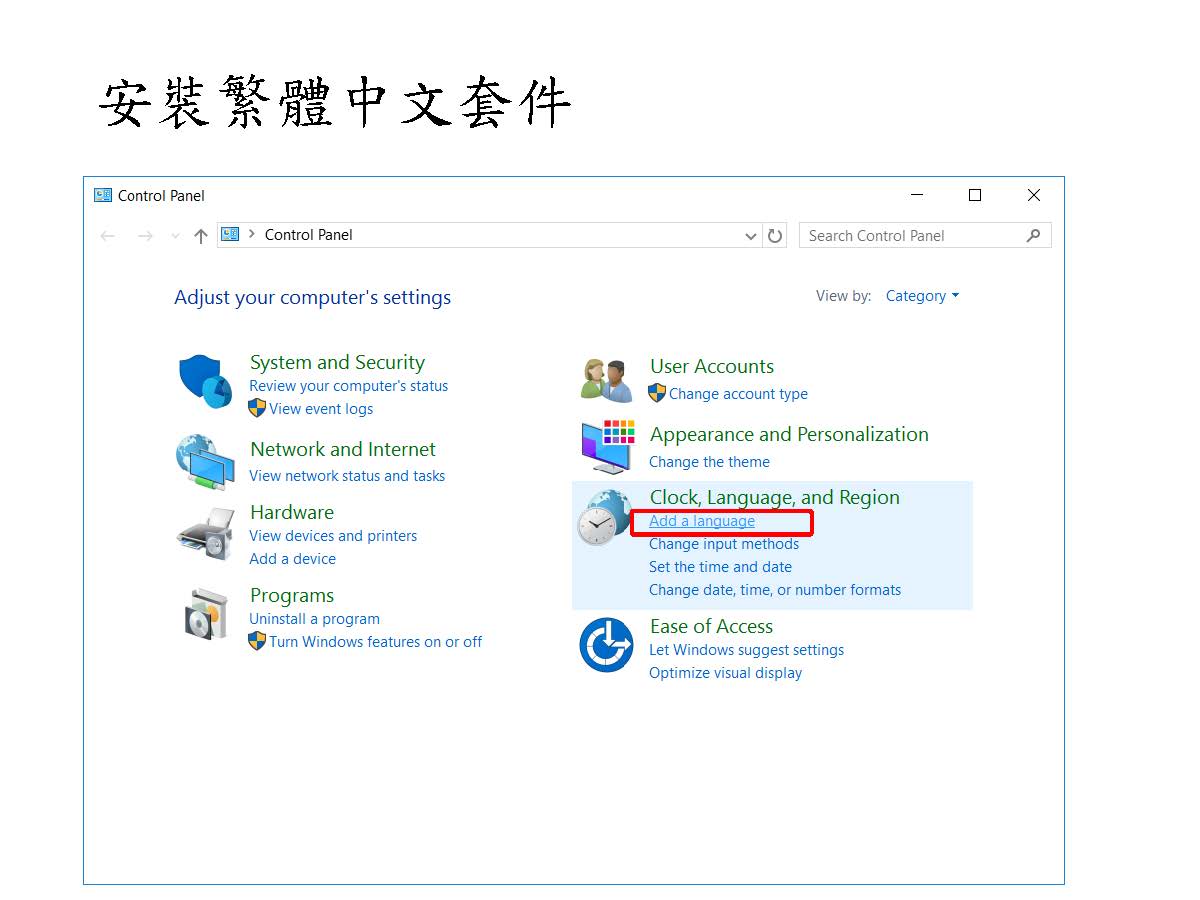 安裝繁體中文套件
Control Panel
Control Panel
Search Control Panel
Adjust your computer's settings
View by: Category
System and Security
Review your computer's status
View event logs
Network and Internet
View network status and tasks
Hardware
View devices and printers
Add a device
Programs
Uninstall a program
Turn Windows features on or off
User Accounts
Change account type
Appearance and Personalization
Change the theme
Clock, Language, and Region
Add a language
Change input methods
Set the time and date
Change date, time, or number formats
Ease of Access
Let Windows suggest settings
Optimize visual display